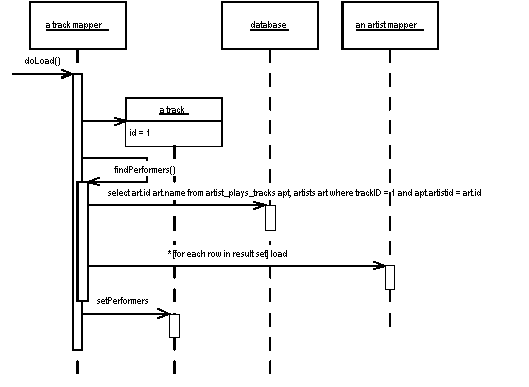 a track mapper
database
an artist mapper
doLoad()
a track
id = 1
findPerformers()
select art.id art.name from artist_plays_tracks apt, artists art where trackID = 1 and apt.artistid = art.id
*[for each row in result set] load
setPerformers